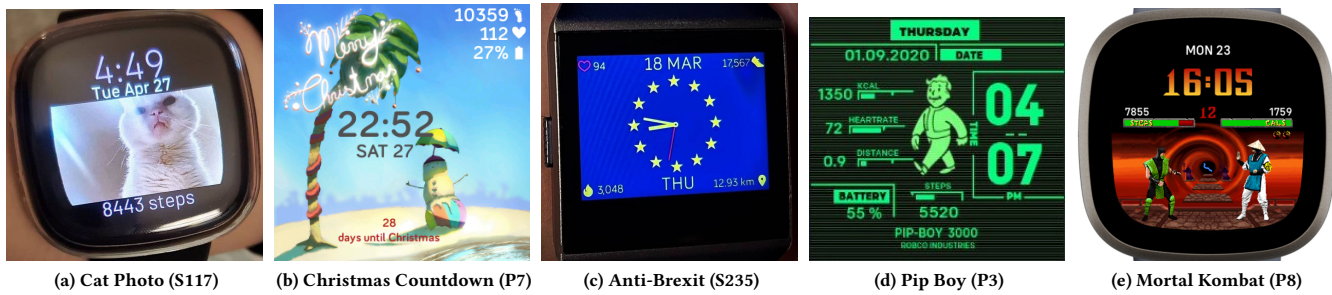 4:49
Tue Apr 27
8443 steps
(a) Cat Photo (S117)
10359
112
27%
Merry
Christmas
22:52
SAT 27
28
days until Christmas
(b) Christmas Countdown (P7)
94
18 MAR
17,567
THU
3,048
12.93 km
(c) Anti-Brexit (S235)
THURSDAY
01.09.2020 DATE
1350 KCAL
72 HEARTRATE
0.9 DISTANCE
04
TIME
07
PM
BATTERY
55 %
STEPS
5520
PIP-BOY 3000
ROBCO INDUSTRIES
(d) Pip Boy (P3)
MON 23
16:05
7855 12 1759
STEPS CALS
(e) Mortal Kombat (P8)